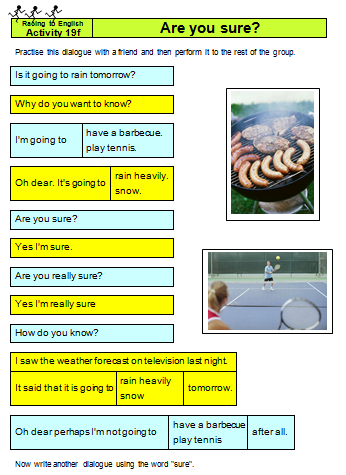 Racing to English
Activity 19f
Are you sure?
Practise this dialogue with a friend and then perform it to the rest of the group.
Is it going to rain tomorrow?
Why do you want to know?
I'm going to
have a barbecue.
play tennis.
Oh dear. It's going to
rain heavily.
snow.
Are you sure?
Yes I'm sure.
Are you really sure?
Yes I'm really sure
How do you know?
I saw the weather forecast on television last night.
It said that it is going to
rain heavily
snow
tomorrow.
Oh dear perhaps I'm not going to
have a barbecue
play tennis
after all.
Now write another dialogue using the word "sure".